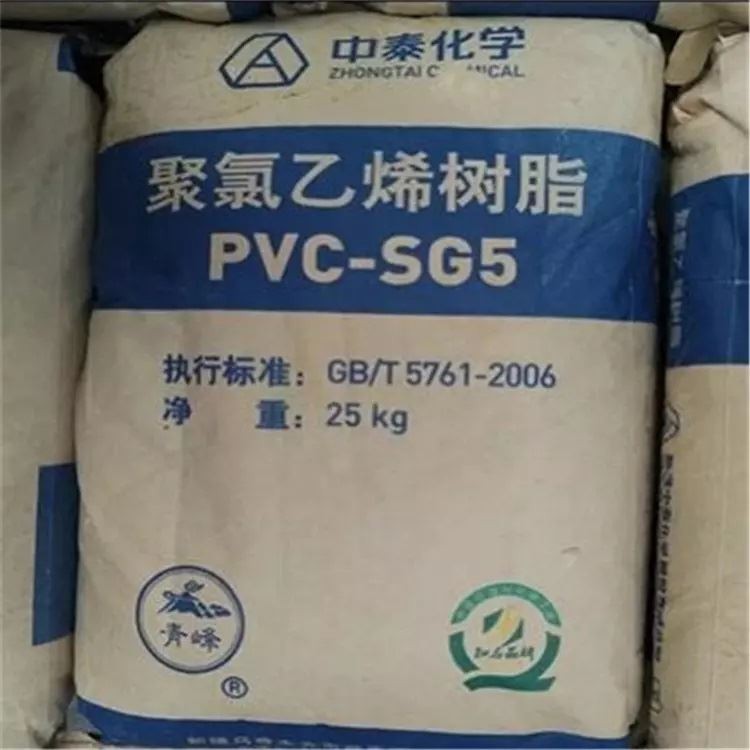 中泰化学
ZHONGTAI CHEMICAL
聚氯乙烯树脂
PVC-SG5
执行标准：GB/T 5761-2006
净 重：25 kg
青峰
®